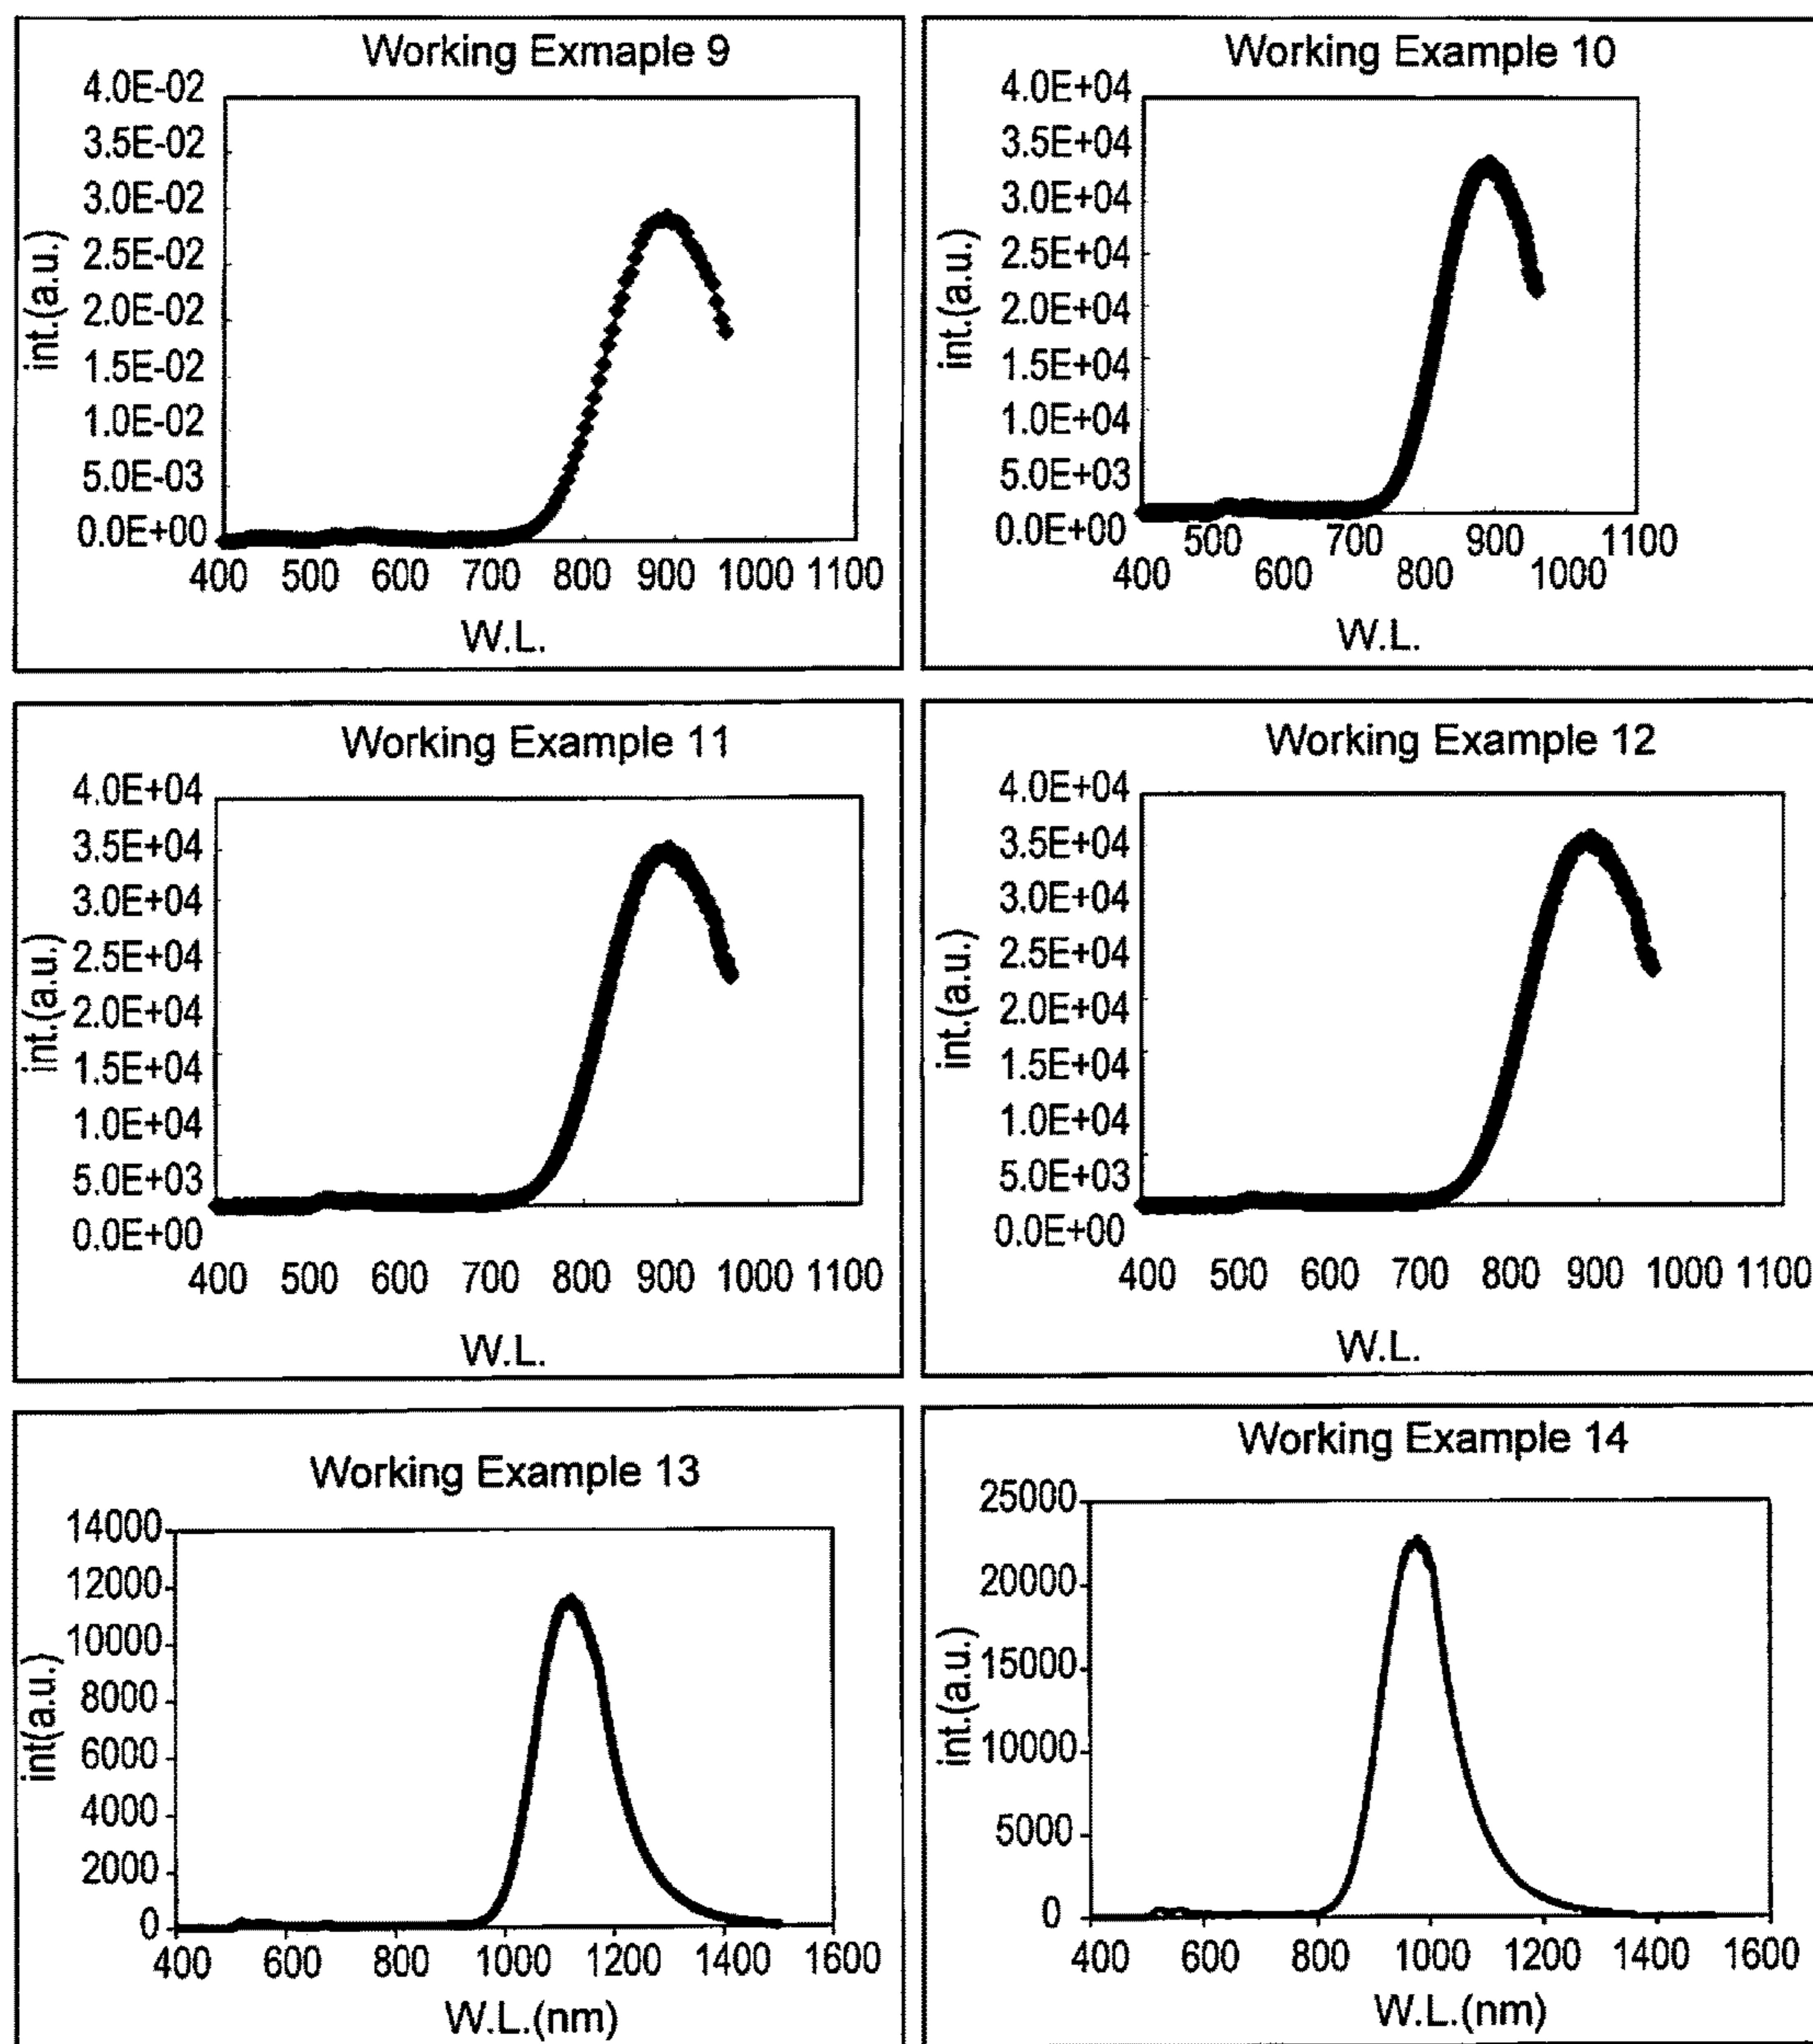 Working Exmaple 9
4.0E-02
3.5E-02
3.0E-02
2.5E-02
2.0E-02
1.5E-02
1.0E-02
5.0E-03
0.0E+00
int.(a.u.)
400 500 600 700 800 900 1000 1100
W.L.
Working Example 10
4.0E+04
3.5E+04
3.0E+04
2.5E+04
2.0E+04
1.5E+04
1.0E+04
5.0E+03
0.0E+00
int.(a.u.)
400 500 600 700 800 900 1000 1100
W.L.
Working Example 11
4.0E+04
3.5E+04
3.0E+04
2.5E+04
2.0E+04
1.5E+04
1.0E+04
5.0E+03
0.0E+00
int.(a.u.)
400 500 600 700 800 900 1000 1100
W.L.
Working Example 12
4.0E+04
3.5E+04
3.0E+04
2.5E+04
2.0E+04
1.5E+04
1.0E+04
5.0E+03
0.0E+00
int.(a.u.)
400 500 600 700 800 900 1000 1100
W.L.
Working Example 13
14000
12000
10000
8000
6000
4000
2000
0
int(a.u.)
400 600 800 1000 1200 1400 1600
W.L.(nm)
Working Example 14
25000
20000
15000
10000
5000
0
int.(a.u.)
400 600 800 1000 1200 1400 1600
W.L.(nm)